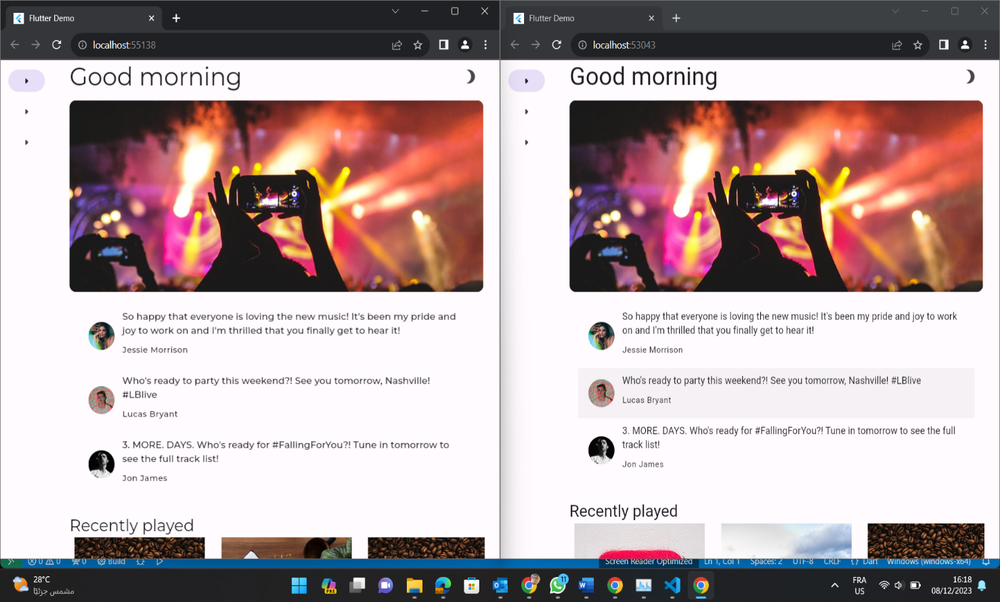 Flutter Demo
localhost:55138
Good morning
So happy that everyone is loving the new music! It's been my pride and
joy to work on and I'm thrilled that you finally get to hear it!
Jessie Morrison
Who's ready to party this weekend?! See you tomorrow, Nashville!
#LBlive
Lucas Bryant
3. MORE. DAYS. Who's ready for #FallingForYou?! Tune in tomorrow to
see the full track list!
Jon James
Recently played
Flutter Demo
localhost:53043
Good morning
So happy that everyone is loving the new music! It's been my pride and joy to work
on and I'm thrilled that you finally get to hear it!
Jessie Morrison
Who's ready to party this weekend?! See you tomorrow, Nashville! #LBlive
Lucas Bryant
3. MORE. DAYS. Who's ready for #FallingForYou?! Tune in tomorrow to see the full
track list!
Jon James
Recently played
0 0 0 Build Screen Reader Optimized Ln 1, Col 1 Spaces: 2 UTF-8 CRLF {} Dart Windows (windows-x64)
28°C
مشمس جزئيًا
PRE
11
FRA
US
16:18
08/12/2023